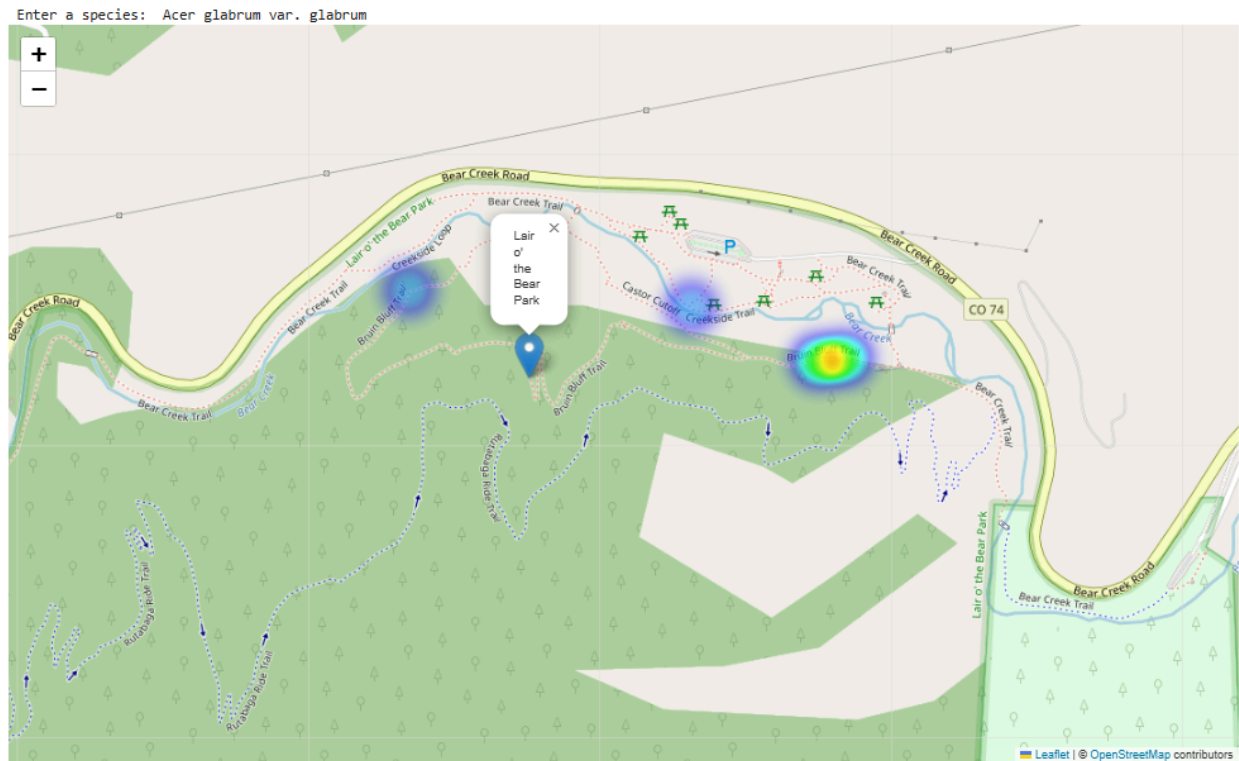 Enter a species: Acer glabrum var. glabrum
+
−
Bear Creek Road
Bear Creek Trail
Lair o' the Bear Park
Creekside Loop
×
Lair
o'
the
Bear
Park
P
Bear Creek Road
Bear Creek Trail
Castor Cutoff
Creekside Trail
Bear Creek
CO 74
Bear Creek Road
Bear Creek Trail
Bruin Bluff Trail
Bruin Bluff Trail
Bear Creek Trail
Bear Creek
Bruin Bluff Trail
Bear Creek Trail
Rutabaga Ride Trail
Rutabaga Ride Trail
Rutabaga Ride Trail
Lair o' the Bear Park
Bear Creek Road
Bear Creek Trail
Leaflet | © OpenStreetMap contributors